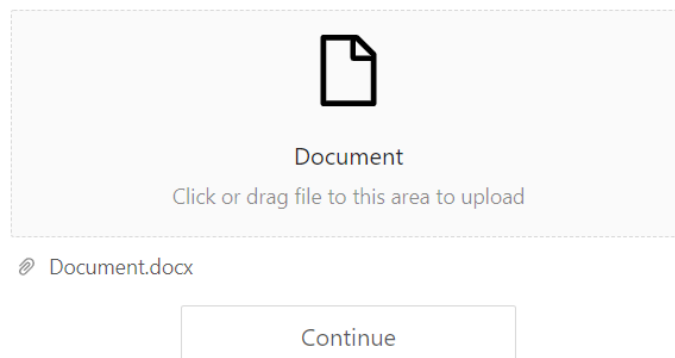 Document
Click or drag file to this area to upload
Document.docx
Continue